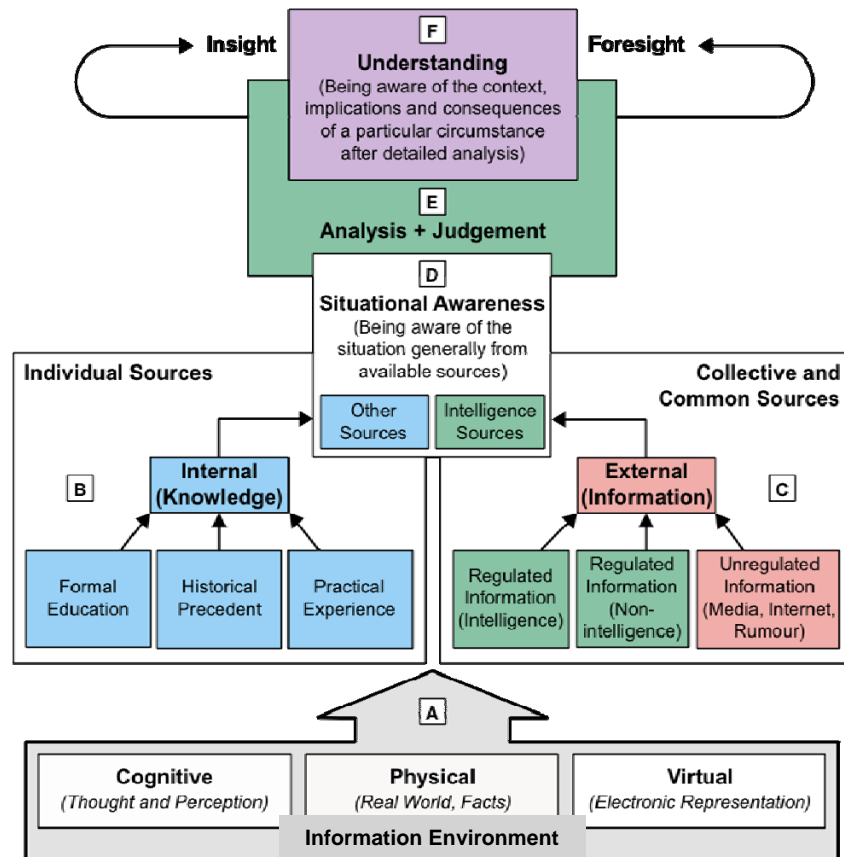 Insight
F
Understanding
(Being aware of the context,
implications and consequences
of a particular circumstance
after detailed analysis)
Foresight
E
Analysis + Judgement
D
Situational Awareness
(Being aware of the
situation generally from
available sources)
Other
Sources
Intelligence
Sources
Individual Sources
B
Internal
(Knowledge)
Formal
Education
Historical
Precedent
Practical
Experience
Collective and
Common Sources
External
(Information)
C
Regulated
Information
(Intelligence)
Regulated
Information
(Non-
intelligence)
Unregulated
Information
(Media, Internet,
Rumour)
A
Cognitive
(Thought and Perception)
Physical
(Real World, Facts)
Virtual
(Electronic Representation)
Information Environment